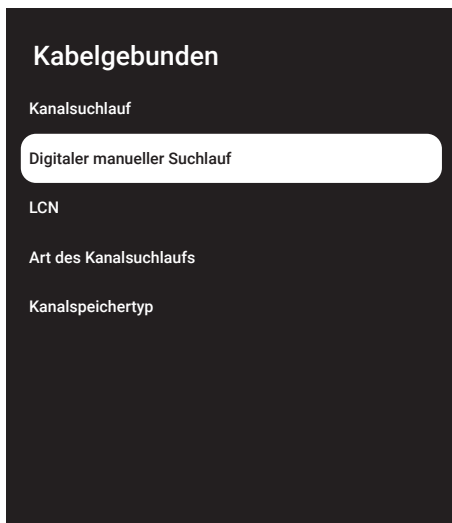 Kabelgebunden
Kanalsuchlauf
Digitaler manueller Suchlauf
LCN
Art des Kanalsuchlaufs
Kanalspeichertyp